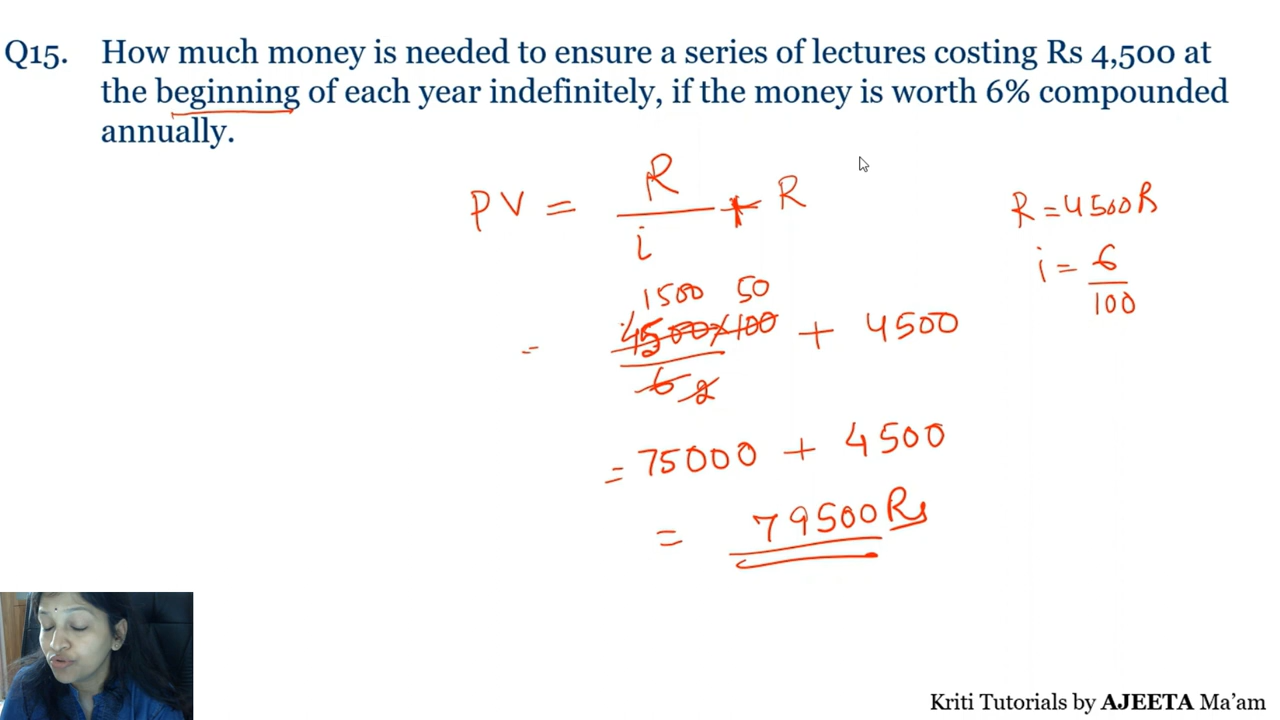 Q15. How much money is needed to ensure a series of lectures costing Rs 4,500 at
the beginning of each year indefinitely, if the money is worth 6% compounded
annually.
PV = R/i + R
R = 4500 R
i = 6/100
1500 50
= 4500 x 100 / 6 2 + 4500
= 75000 + 4500
= 79500 Rs
Kriti Tutorials by AJEETA Ma'am